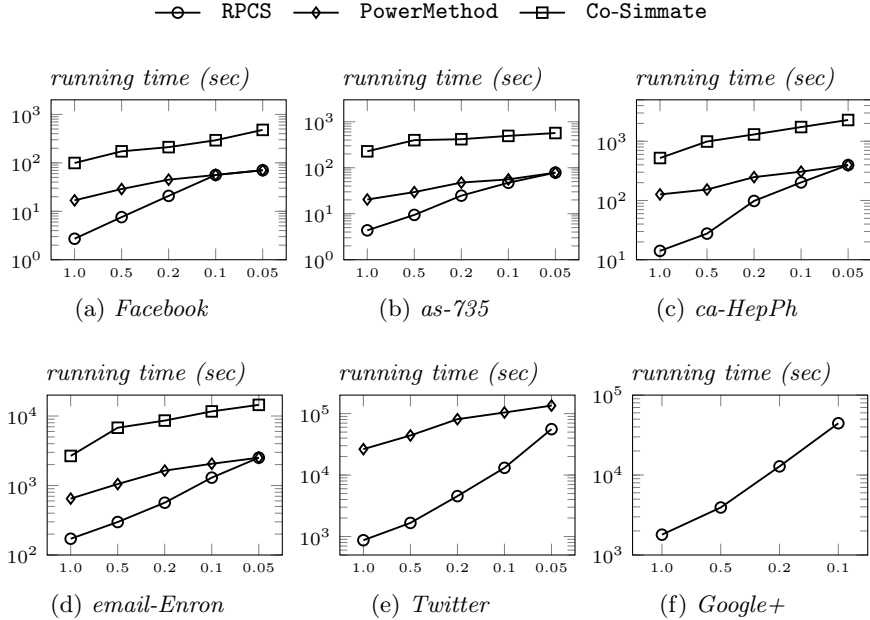 RPCS PowerMethod Co-Simmate
running time (sec) running time (sec) running time (sec)
10^3 10^3 10^3
10^2 10^2 10^2
10^1 10^1 10^1
10^0 10^0
1.0 0.5 0.2 0.1 0.05 1.0 0.5 0.2 0.1 0.05 1.0 0.5 0.2 0.1 0.05
(a) Facebook (b) as-735 (c) ca-HepPh
running time (sec) running time (sec) running time (sec)
10^4 10^5 10^5
10^3 10^4 10^4
10^2 10^3 10^3
1.0 0.5 0.2 0.1 0.05 1.0 0.5 0.2 0.1 0.05 1.0 0.5 0.2 0.1
(d) email-Enron (e) Twitter (f) Google+